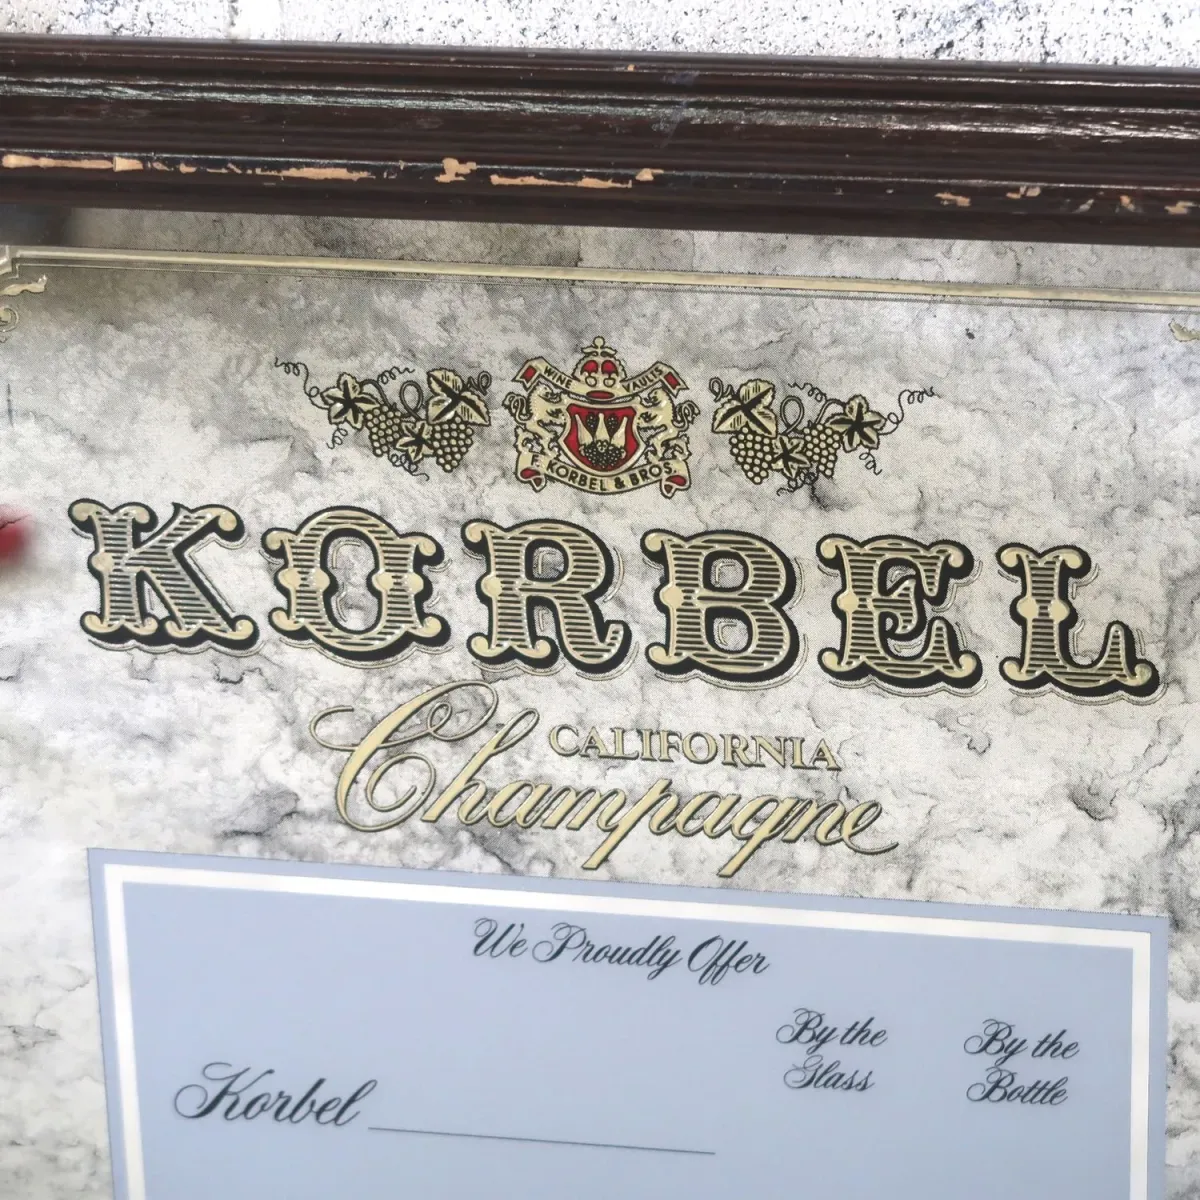 WINE VAULTS
F. KORBEL & BROS.
KORBEL
CALIFORNIA
Champagne
We Proudly Offer
By the Glass
By the Bottle
Korbel